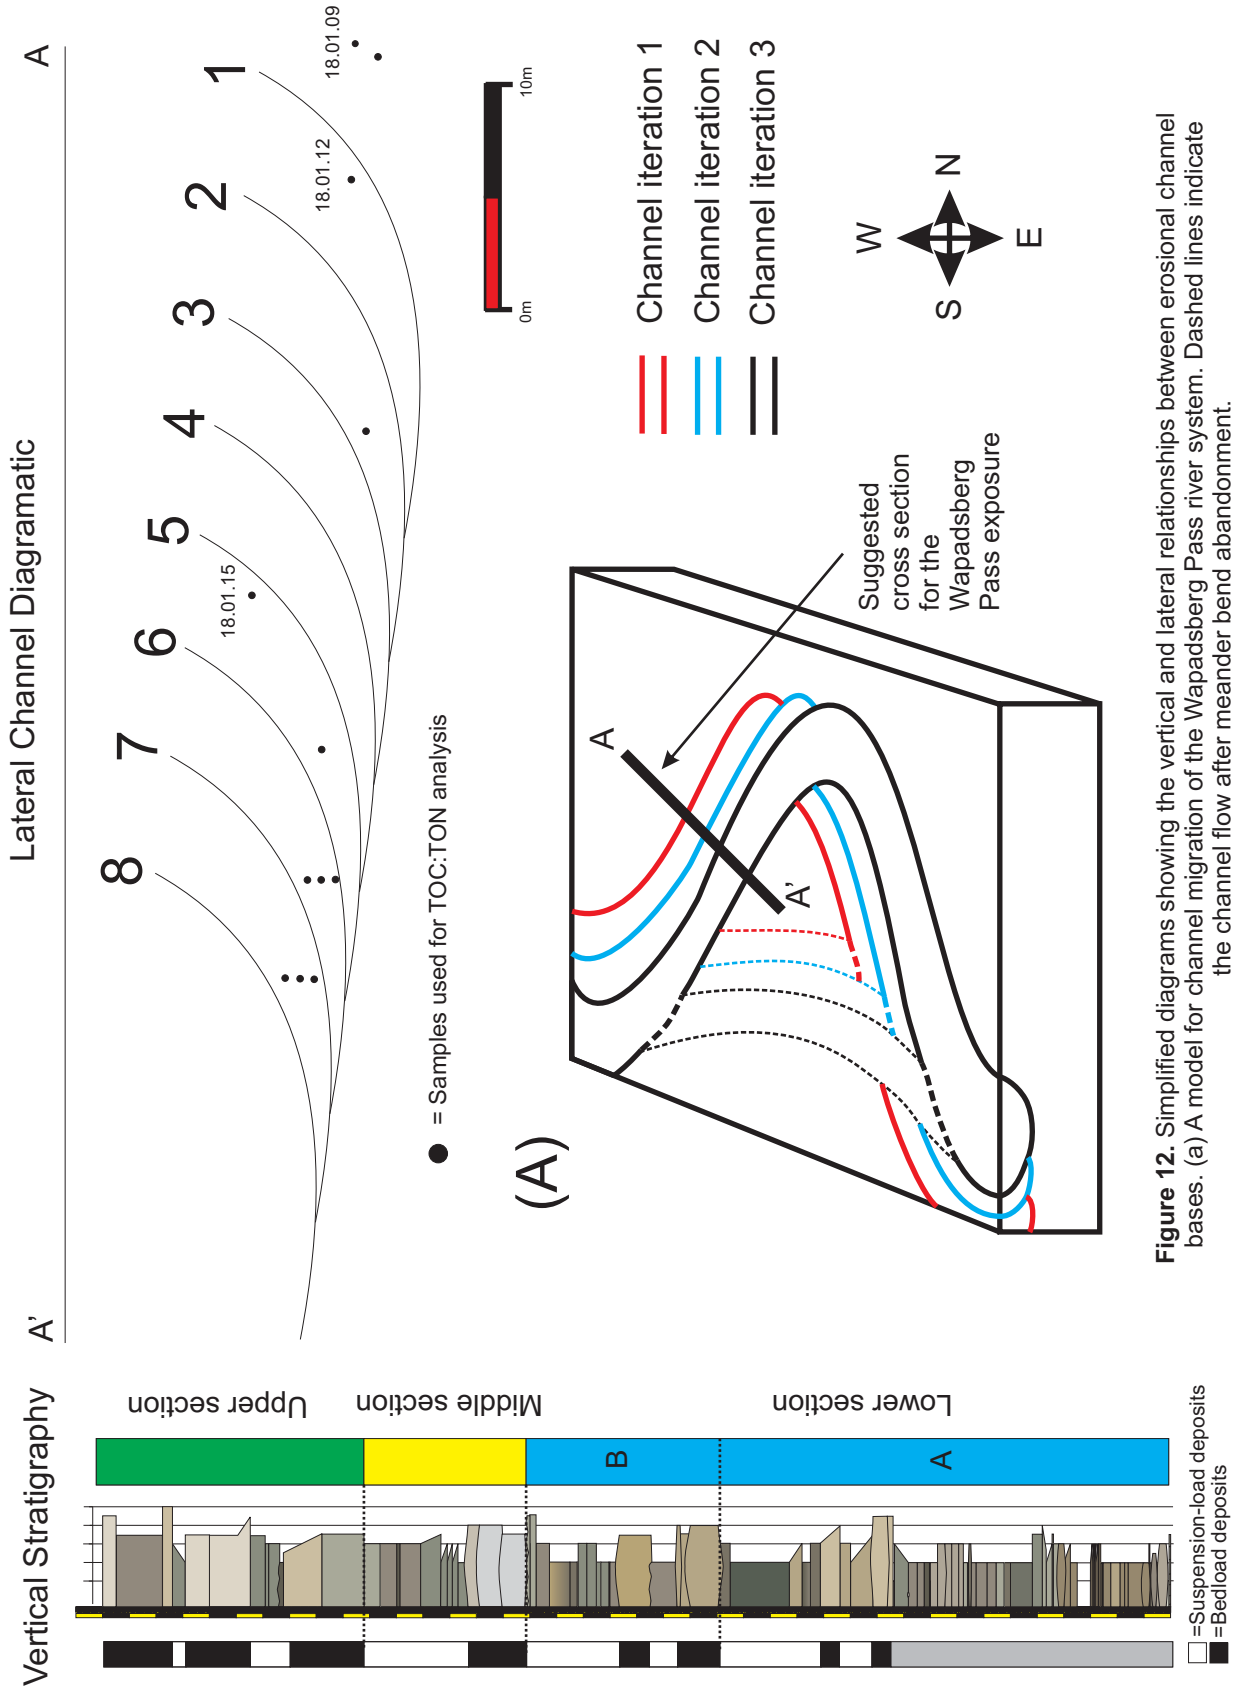 Vertical Stratigraphy
Upper section
Middle section
Lower section
B
A
=Suspension-load deposits
=Bedload deposits
Lateral Channel Diagramatic
A'
A
8
7
6
5
4
3
2
1
18.01.15
18.01.12
18.01.09
= Samples used for TOC:TON analysis
0m
10m
(A)
A
A'
Suggested
cross section
for the
Wapadsberg
Pass exposure
Channel iteration 1
Channel iteration 2
Channel iteration 3
W
S
N
E
Figure 12. Simplified diagrams showing the vertical and lateral relationships between erosional channel
bases. (a) A model for channel migration of the Wapadsberg Pass river system. Dashed lines indicate
the channel flow after meander bend abandonment.